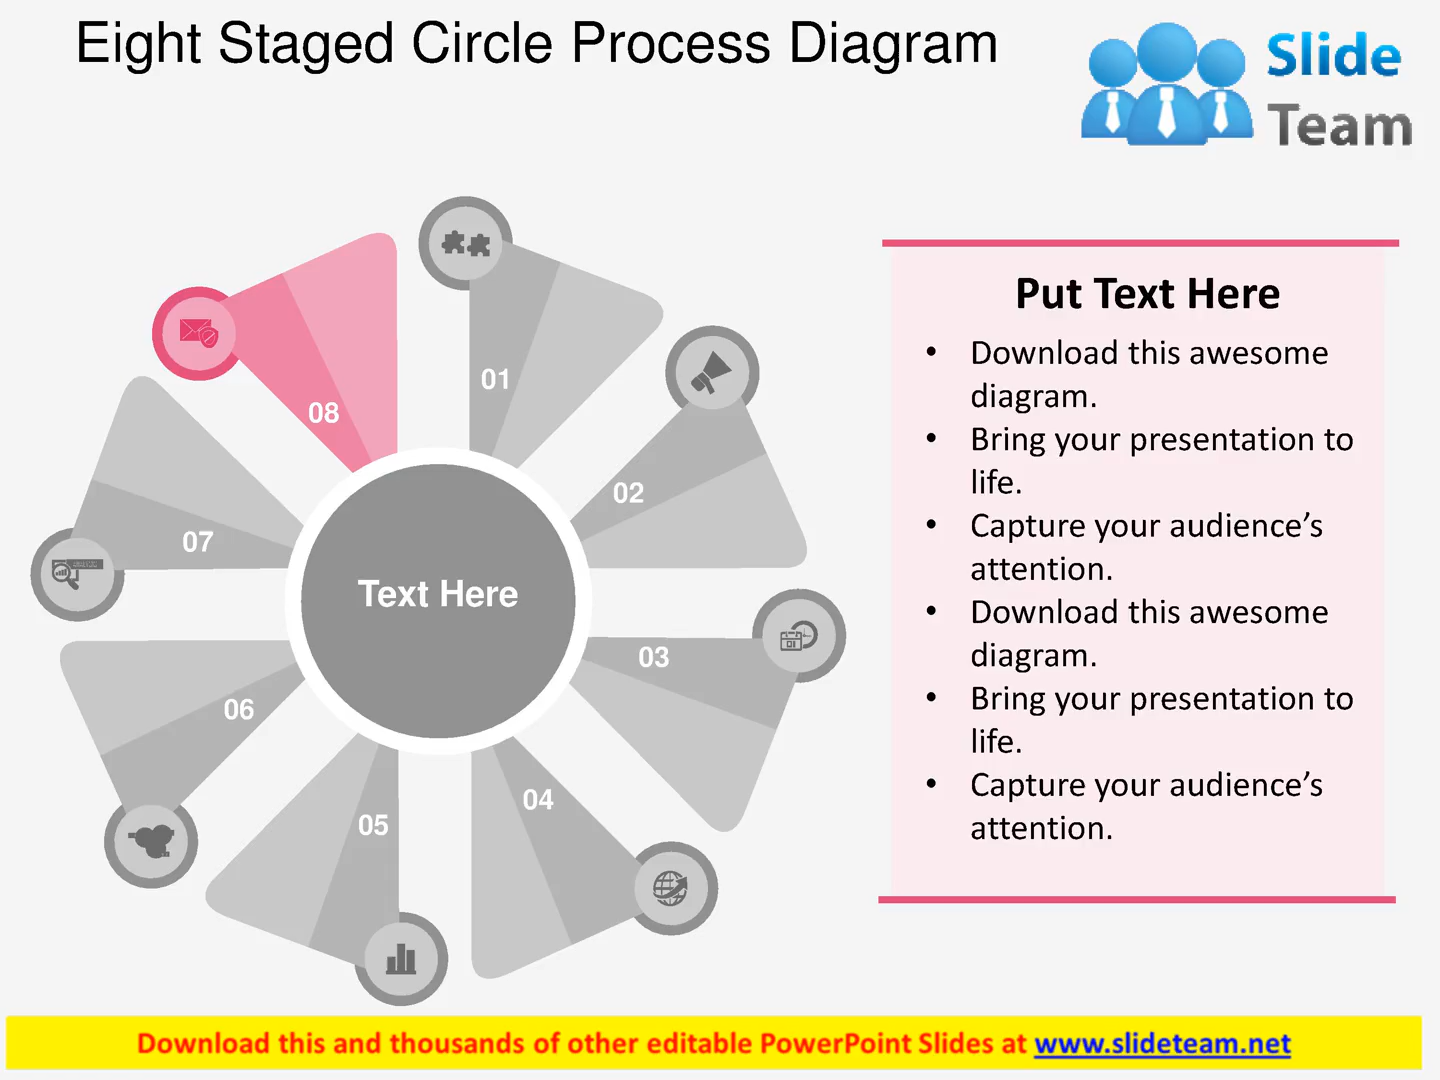 Eight Staged Circle Process Diagram
Slide
Team
01
02
03
04
05
06
07
08
Text Here
Put Text Here
• Download this awesome
diagram.
• Bring your presentation to
life.
• Capture your audience’s
attention.
• Download this awesome
diagram.
• Bring your presentation to
life.
• Capture your audience’s
attention.
Download this and thousands of other editable PowerPoint Slides at www.slideteam.net